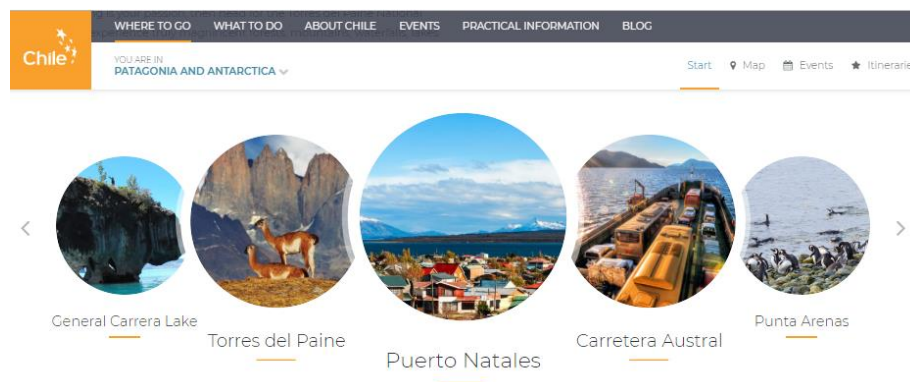 WHERE TO GO WHAT TO DO ABOUT CHILE EVENTS PRACTICAL INFORMATION BLOG
Chile
YOU ARE IN
PATAGONIA AND ANTARCTICA
Start Map Events Itinerarie
General Carrera Lake
Torres del Paine
Puerto Natales
Carretera Austral
Punta Arenas